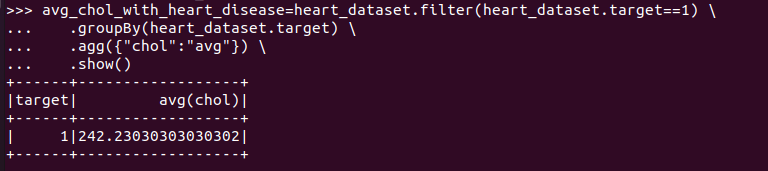 >>> avg_chol_with_heart_disease=heart_dataset.filter(heart_dataset.target==1) \
...     .groupBy(heart_dataset.target) \
...     .agg({"chol":"avg"}) \
...     .show()
+------+------------------+
|target|         avg(chol)|
+------+------------------+
|     1|242.23030303030302|
+------+------------------+